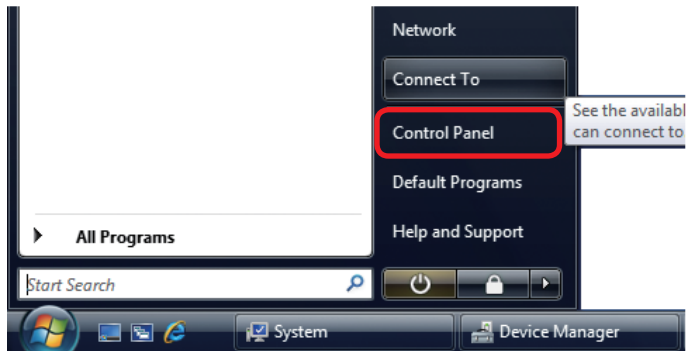 Network
Connect To
See the availabl
can connect to
Control Panel
Default Programs
Help and Support
All Programs
Start Search
System
Device Manager